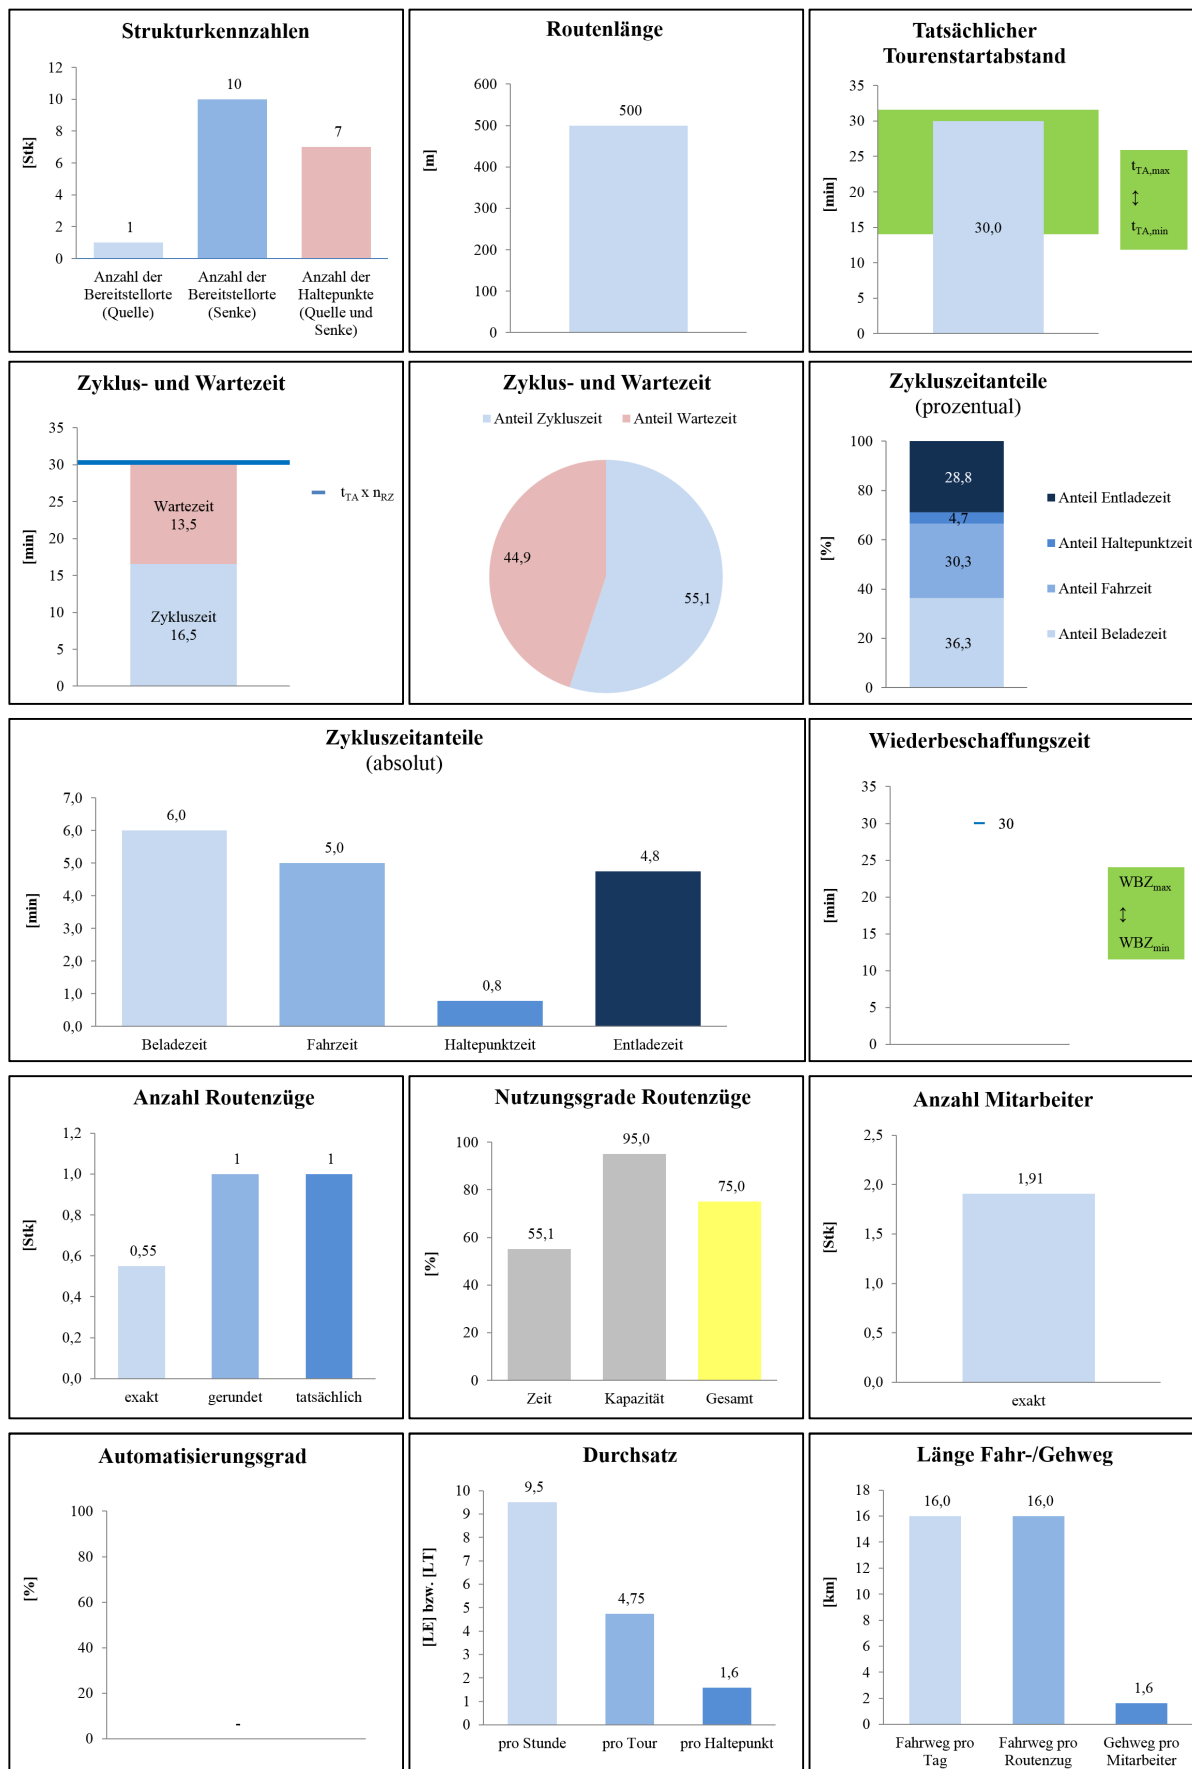 Strukturkennzahlen
12
10
8
6
4
2
0
[Stk]
1
10
7
Anzahl der
Bereitstellorte
(Quelle)
Anzahl der
Bereitstellorte
(Senke)
Anzahl der
Haltepunkte
(Quelle und
Senke)
Routenlänge
600
500
400
300
200
100
0
[m]
500
Tatsächlicher
Tourenstartabstand
35
30
25
20
15
10
5
0
[min]
30,0
tTA,max
↕
tTA,min
Zyklus- und Wartezeit
35
30
25
20
15
10
5
0
[min]
Wartezeit
13,5
Zykluszeit
16,5
tTA x nRZ
Zyklus- und Wartezeit
Anteil Zykluszeit
Anteil Wartezeit
44,9
55,1
Zykluszeitanteile
(prozentual)
100
80
60
40
20
0
[%]
28,8
4,7
30,3
36,3
Anteil Entladezeit
Anteil Haltepunktzeit
Anteil Fahrzeit
Anteil Beladezeit
Zykluszeitanteile
(absolut)
7,0
6,0
5,0
4,0
3,0
2,0
1,0
0,0
[min]
6,0
5,0
0,8
4,8
Beladezeit
Fahrzeit
Haltepunktzeit
Entladezeit
Wiederbeschaffungszeit
35
30
25
20
15
10
5
0
[min]
30
WBZmax
↕
WBZmin
Anzahl Routenzüge
1,2
1,0
0,8
0,6
0,4
0,2
0,0
[Stk]
0,55
1
1
exakt
gerundet
tatsächlich
Nutzungsgrade Routenzüge
100
80
60
40
20
0
[%]
55,1
95,0
75,0
Zeit
Kapazität
Gesamt
Anzahl Mitarbeiter
2,5
2,0
1,5
1,0
0,5
0,0
[Stk]
1,91
exakt
Automatisierungsgrad
100
80
60
40
20
0
[%]
-
Durchsatz
10
9
8
7
6
5
4
3
2
1
0
[LE] bzw. [LT]
9,5
4,75
1,6
pro Stunde
pro Tour
pro Haltepunkt
Länge Fahr-/Gehweg
18
16
14
12
10
8
6
4
2
0
[km]
16,0
16,0
1,6
Fahrweg pro
Tag
Fahrweg pro
Routenzug
Gehweg pro
Mitarbeiter